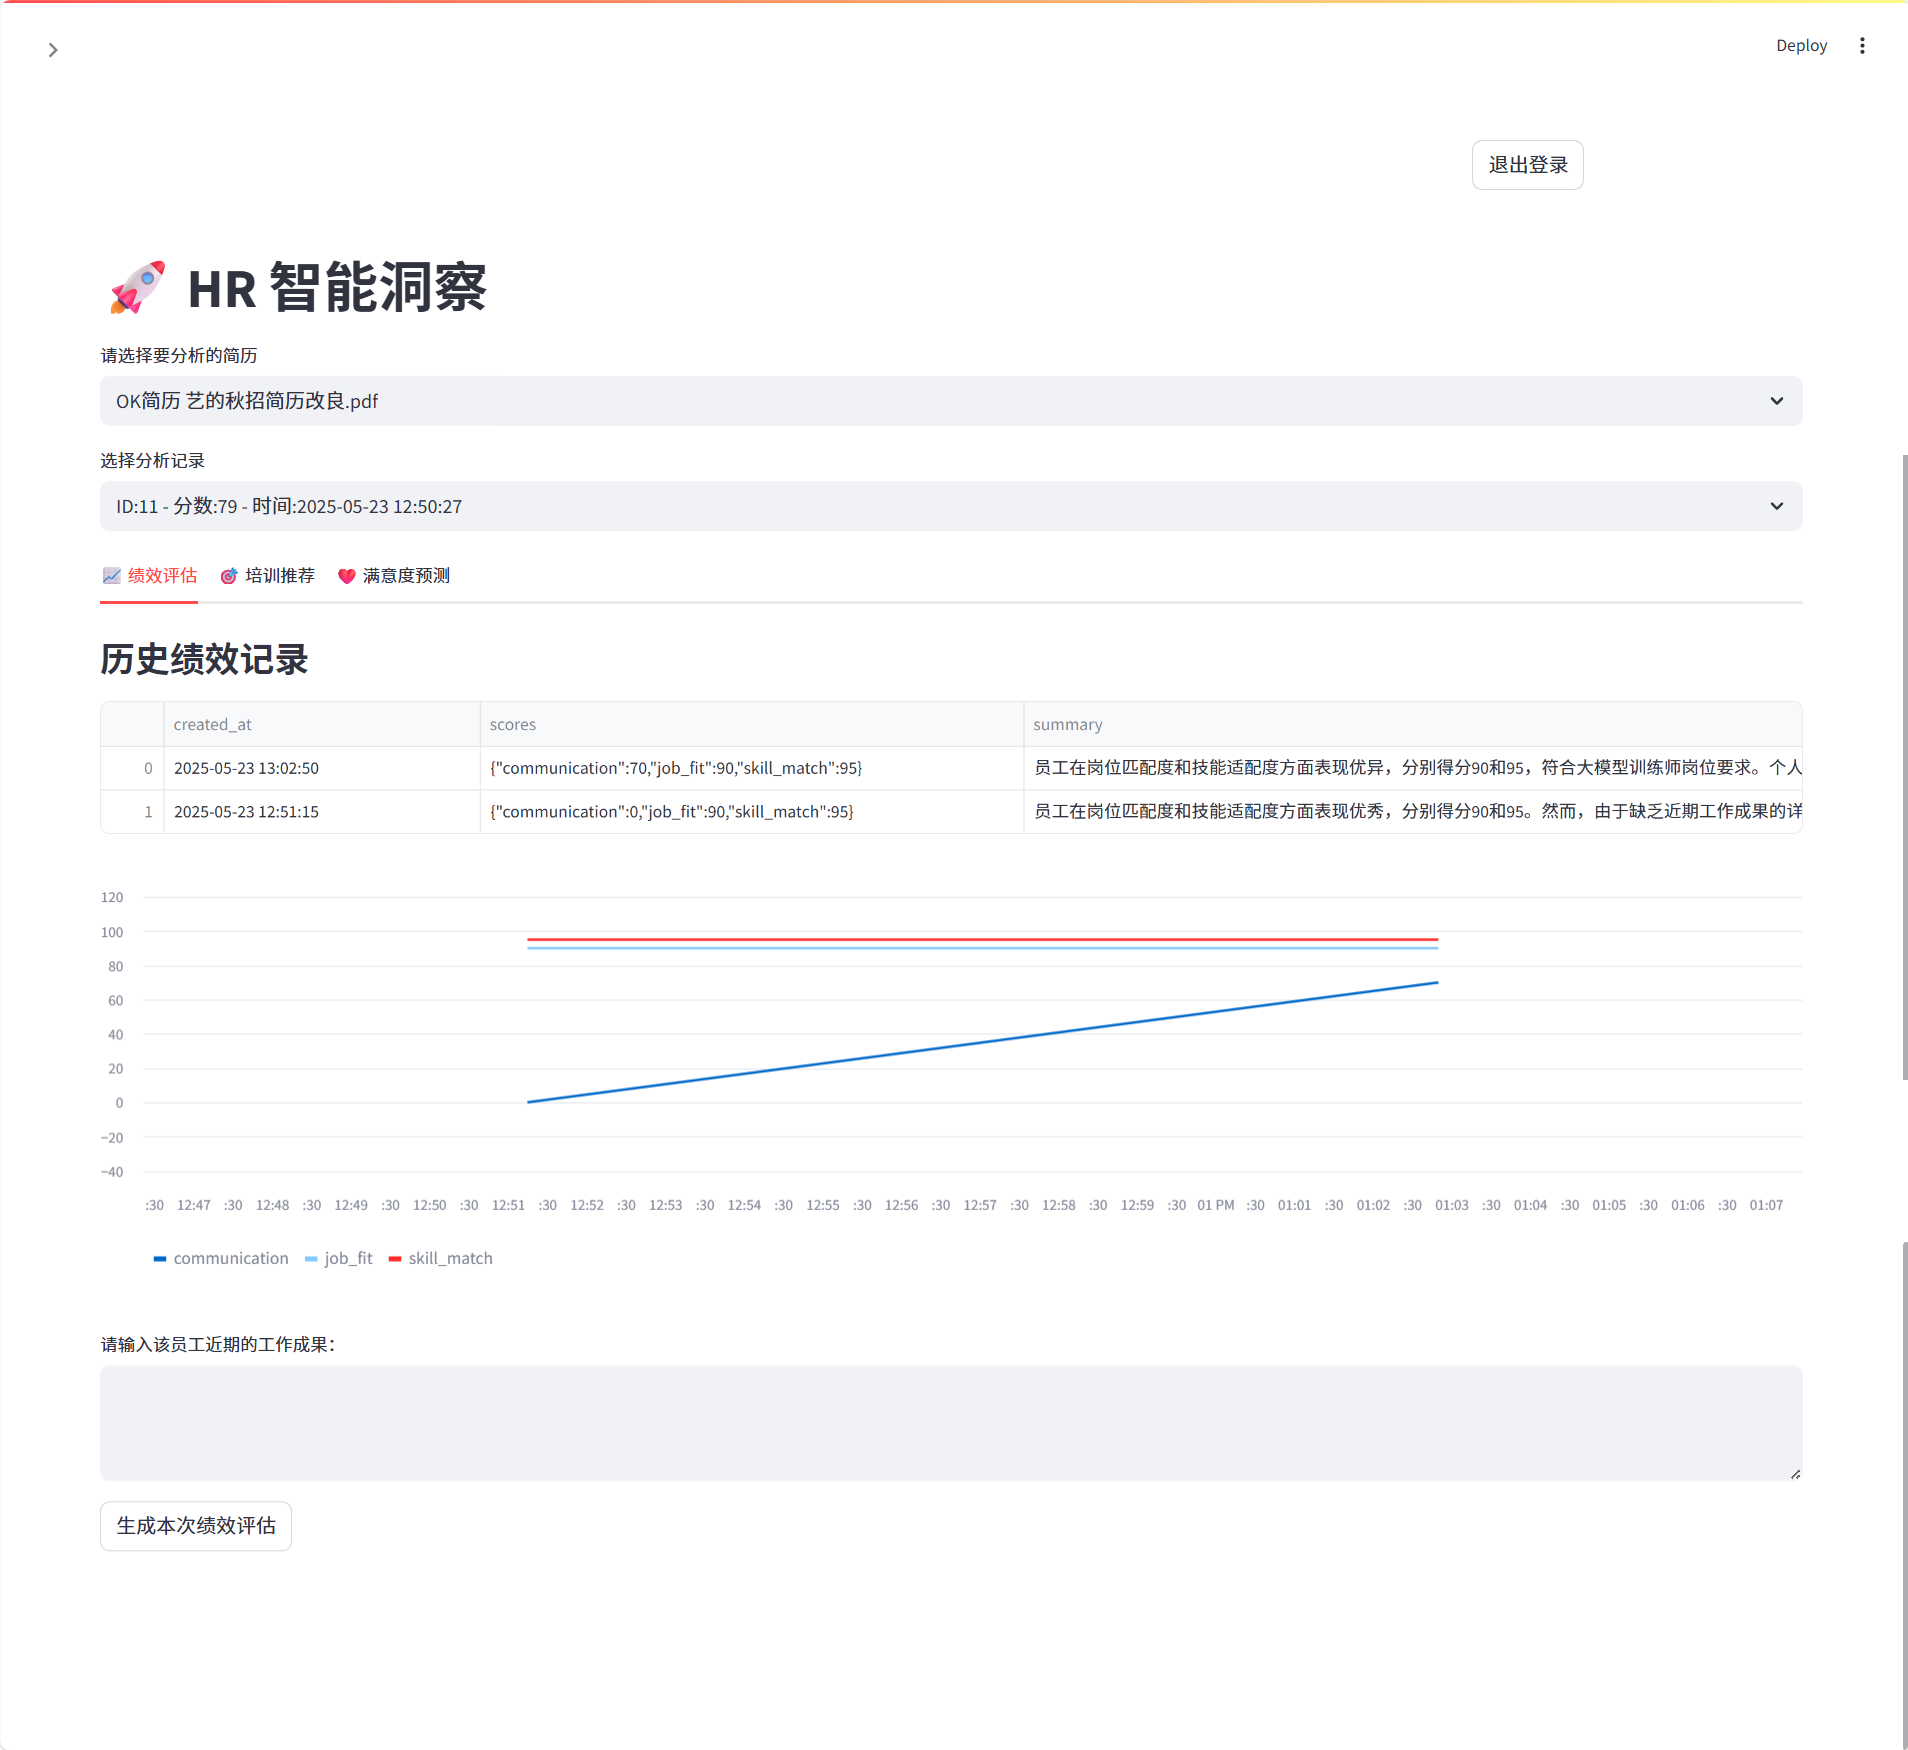 Deploy
退出登录
HR 智能洞察
请选择要分析的简历
OK简历 艺的秋招简历改良.pdf
选择分析记录
ID:11 - 分数:79 - 时间:2025-05-23 12:50:27
绩效评估 培训推荐 满意度预测
历史绩效记录
created_at scores summary
0 2025-05-23 13:02:50 {"communication":70,"job_fit":90,"skill_match":95} 员工在岗位匹配度和技能适配度方面表现优异，分别得分90和95，符合大模型训练师岗位要求。个人
1 2025-05-23 12:51:15 {"communication":0,"job_fit":90,"skill_match":95} 员工在岗位匹配度和技能适配度方面表现优秀，分别得分90和95。然而，由于缺乏近期工作成果的详
120
100
80
60
40
20
0
−20
−40
:30 12:47 :30 12:48 :30 12:49 :30 12:50 :30 12:51 :30 12:52 :30 12:53 :30 12:54 :30 12:55 :30 12:56 :30 12:57 :30 12:58 :30 12:59 :30 01 PM :30 01:01 :30 01:02 :30 01:03 :30 01:04 :30 01:05 :30 01:06 :30 01:07
communication job_fit skill_match
请输入该员工近期的工作成果：
生成本次绩效评估